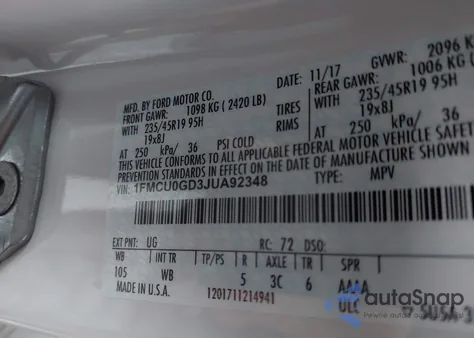 MFD. BY FORD MOTOR CO.
DATE: 11/17
GVWR: 2096 KG
FRONT GAWR: 1098 KG (2420 LB)
REAR GAWR: 1006 KG
WITH 235/45R19 95H TIRES WITH 235/45R19 95H
19x8J RIMS 19x8J
AT 250 kPa/ 36 PSI COLD AT 250 kPa/ 36
THIS VEHICLE CONFORMS TO ALL APPLICABLE FEDERAL MOTOR VEHICLE SAFETY
PREVENTION STANDARDS IN EFFECT ON THE DATE OF MANUFACTURE SHOWN
VIN: 1FMCU0GD3JUA92348
TYPE: MPV
EXT PNT: UG RC: 72 DSO:
WB INT TR TP/PS R AXLE TR SPR
105 WB 5 3C 6 AAAA
MADE IN U.S.A. 1201711214941 ULC
autoSnap